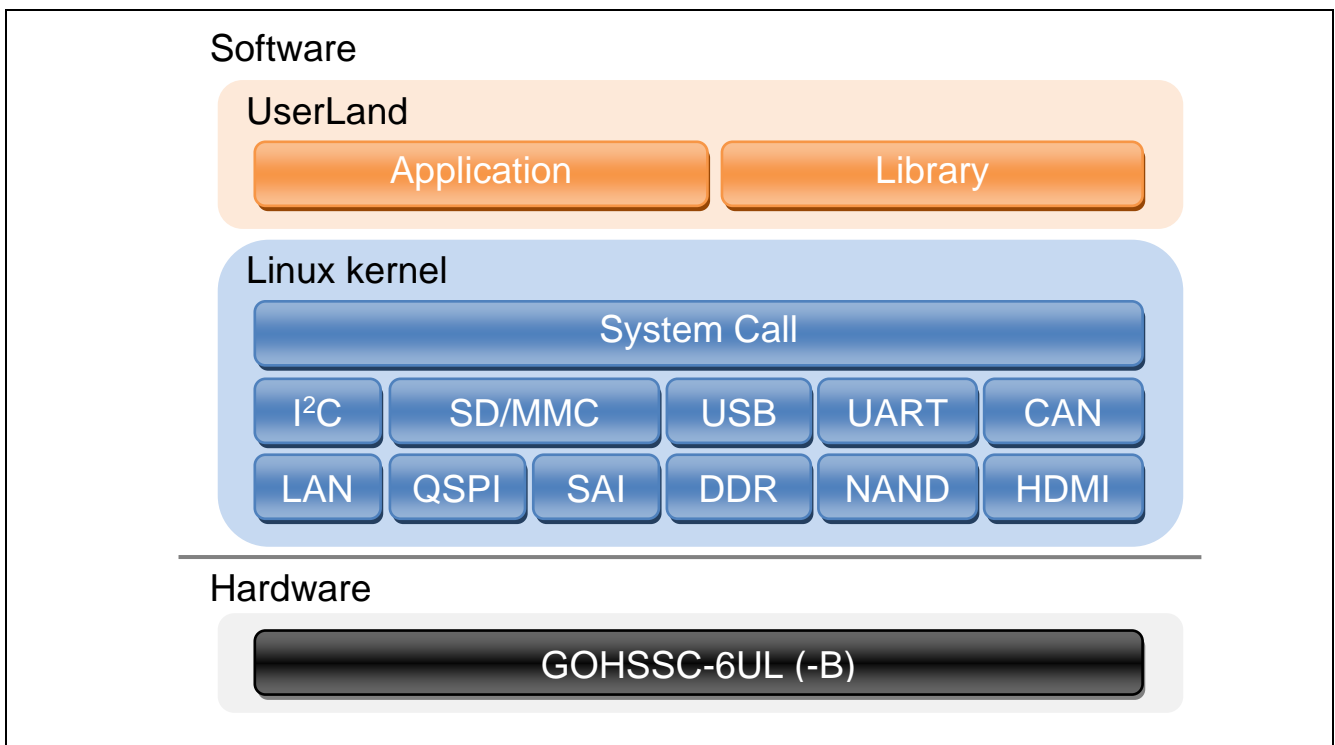 Software
UserLand
Application Library
Linux kernel
System Call
I²C SD/MMC USB UART CAN
LAN QSPI SAI DDR NAND HDMI
Hardware
GOHSSC-6UL (-B)